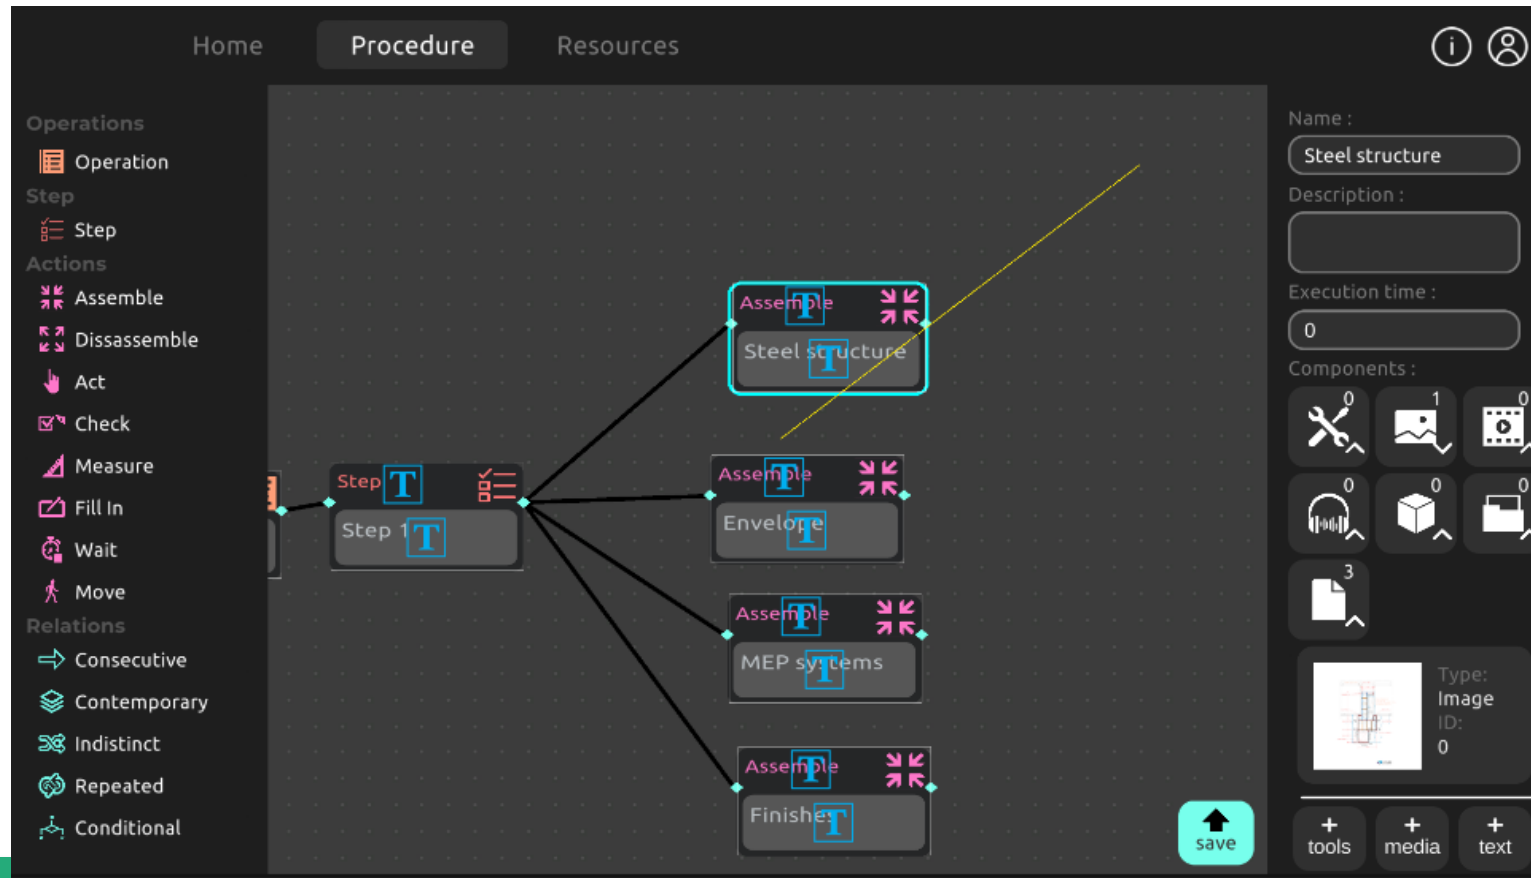 Home Procedure Resources
Operations
Operation
Step
Step
Actions
Assemble
Dissassemble
Act
Check
Measure
Fill In
Wait
Move
Relations
Consecutive
Contemporary
Indistinct
Repeated
Conditional
Step T
Step 1 T
Assemble T
Steel structure T
Assemble T
Envelope T
Assemble T
MEP systems T
Assemble T
Finishes T
save
Name :
Steel structure
Description :
Execution time :
0
Components :
0 1 0
0 0 0
3
Type:
Image
ID:
0
+ + +
tools media text